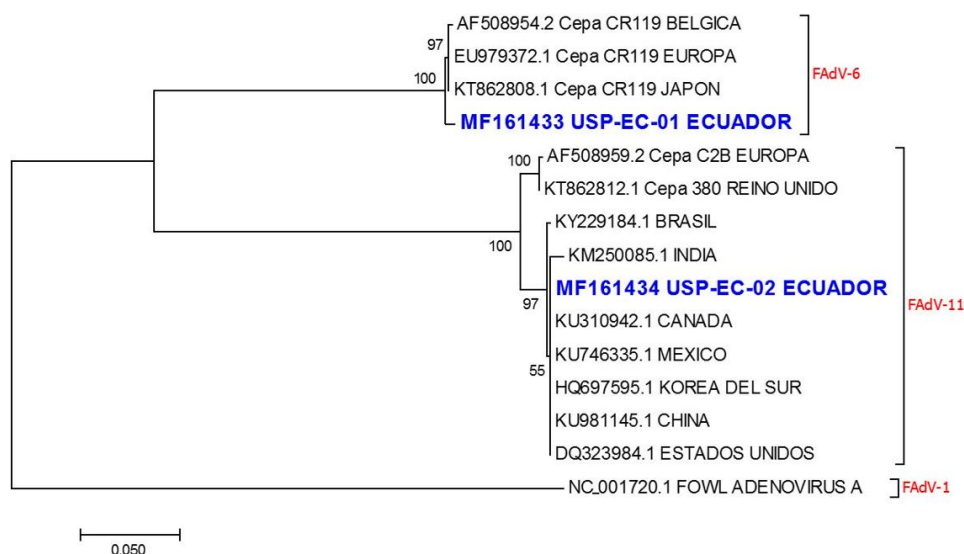 AF508954.2 Cepa CR119 BELGICA
97
EU979372.1 Cepa CR119 EUROPA
FAdV-6
100
KT862808.1 Cepa CR119 JAPON
MF161433 USP-EC-01 ECUADOR
100
AF508959.2 Cepa C2B EUROPA
KT862812.1 Cepa 380 REINO UNIDO
KY229184.1 BRASIL
100
KM250085.1 INDIA
MF161434 USP-EC-02 ECUADOR
97
FAdV-11
KU310942.1 CANADA
KU746335.1 MEXICO
55
HQ697595.1 KOREA DEL SUR
KU981145.1 CHINA
DQ323984.1 ESTADOS UNIDOS
NC_001720.1 FOWL ADENOVIRUS A
FAdV-1
0.050